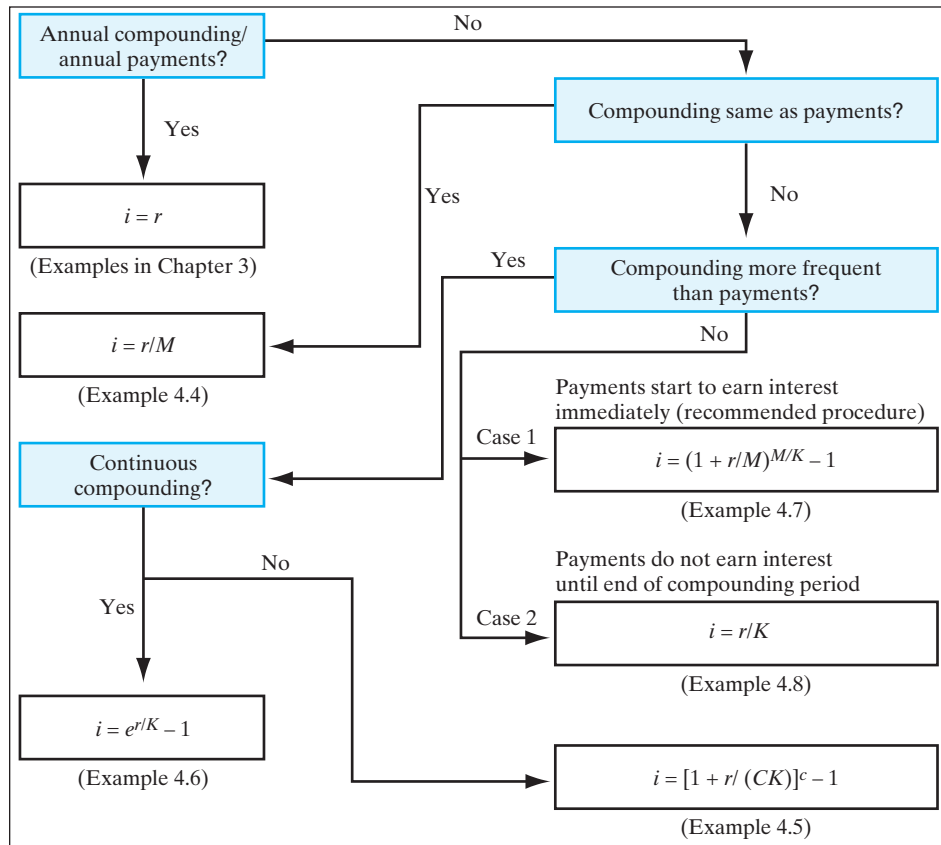 Annual compounding/
annual payments?
No
Yes
Compounding same as payments?
i = r
(Examples in Chapter 3)
Yes
No
Yes
Compounding more frequent
than payments?
No
i = r/M
(Example 4.4)
Payments start to earn interest
immediately (recommended procedure)
Case 1
i = (1 + r/M)^{M/K} – 1
(Example 4.7)
Continuous
compounding?
No
Yes
Payments do not earn interest
until end of compounding period
Case 2
i = r/K
(Example 4.8)
i = e^{r/K} – 1
(Example 4.6)
i = [1 + r/ (CK)]^c – 1
(Example 4.5)